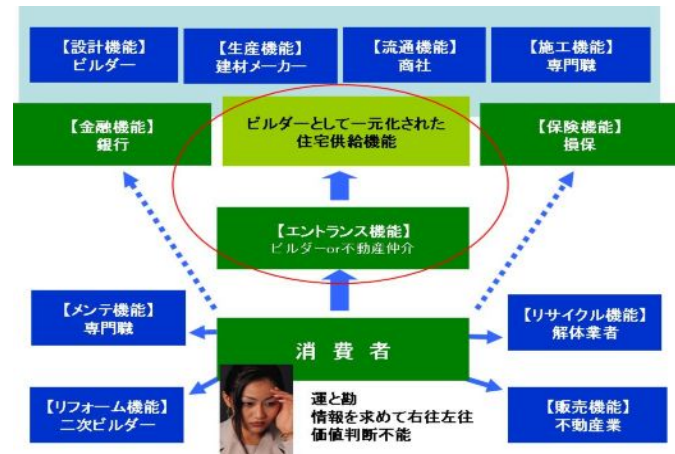 【設計機能】
ビルダー
【生産機能】
建材メーカー
【流通機能】
商社
【施工機能】
専門職
【金融機能】
銀行
ビルダーとして一元化された
住宅供給機能
【保険機能】
損保
【エントランス機能】
ビルダーor不動産仲介
【メンテ機能】
専門職
【リサイクル機能】
解体業者
消費者
【リフォーム機能】
二次ビルダー
運と勘
情報を求めて右往左往
価値判断不能
【販売機能】
不動産業